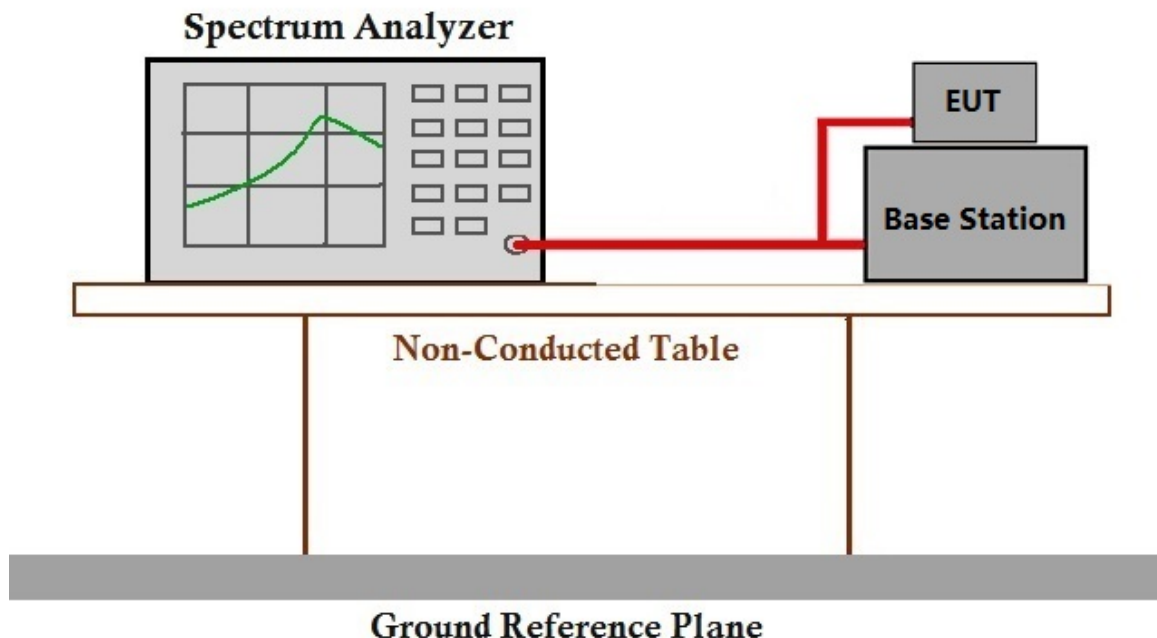 Spectrum Analyzer
EUT
Base Station
Non-Conducted Table
Ground Reference Plane